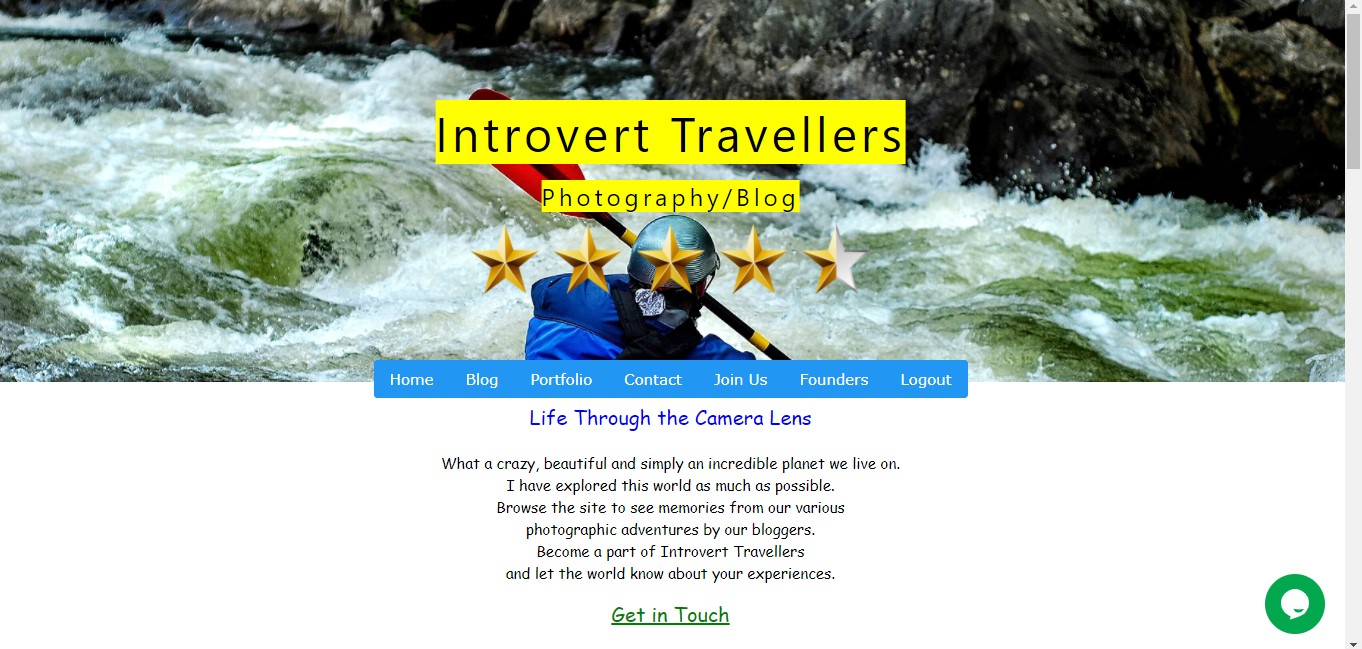 Introvert Travellers
Photography/Blog
Home Blog Portfolio Contact Join Us Founders Logout
Life Through the Camera Lens
What a crazy, beautiful and simply an incredible planet we live on.
I have explored this world as much as possible.
Browse the site to see memories from our various
photographic adventures by our bloggers.
Become a part of Introvert Travellers
and let the world know about your experiences.
Get in Touch